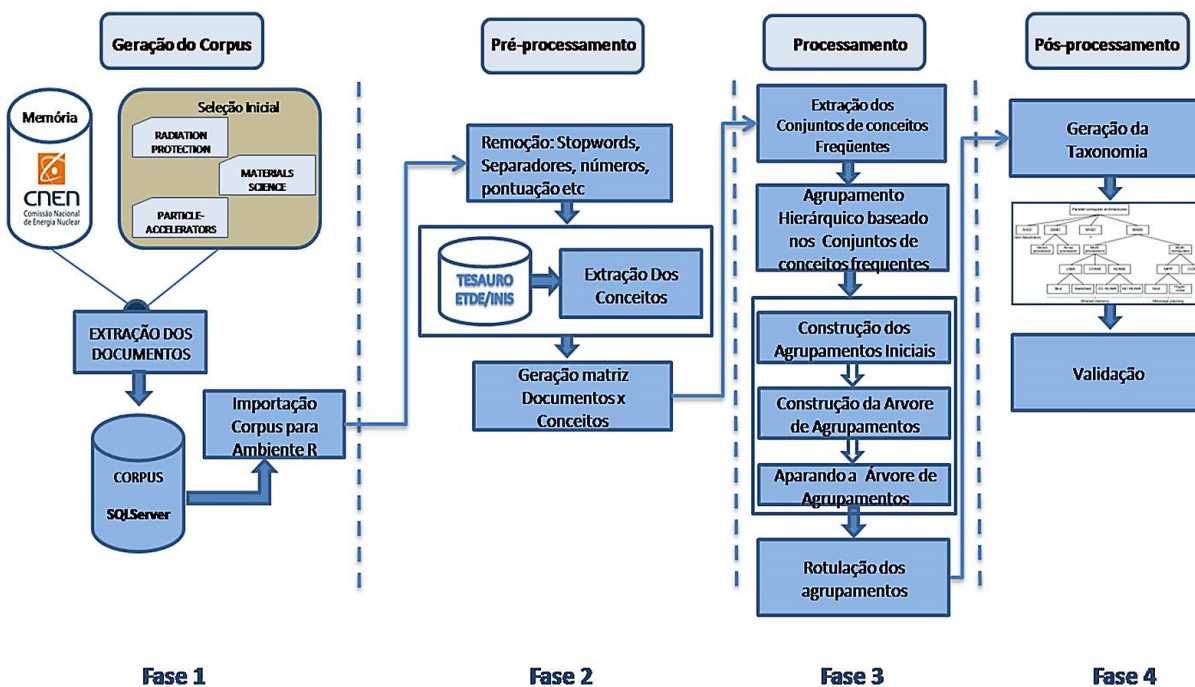 Geração do Corpus
Pré-processamento
Processamento
Pós-processamento
Memória
CNEN
Comissão Nacional
de Energia Nuclear
Seleção Inicial
RADIATION
PROTECTION
MATERIALS
SCIENCE
PARTICLE-
ACCELERATORS
EXTRAÇÃO DOS
DOCUMENTOS
CORPUS
SQLServer
Importação
Corpus para
Ambiente R
Remoção: Stopwords,
Separadores, números,
pontuação etc
TESAURO
ETDE/INIS
Extração Dos
Conceitos
Geração matriz
Documentos x
Conceitos
Extração dos
Conjuntos de conceitos
Freqüentes
Agrupamento
Hierárquico baseado
nos Conjuntos de
conceitos frequentes
Construção dos
Agrupamentos Iniciais
Construção da Arvore
de Agrupamentos
Aparando a Árvore de
Agrupamentos
Rotulação dos
agrupamentos
Geração da
Taxonomia
Parallel computer architectures
Validação
Fase 1
Fase 2
Fase 3
Fase 4